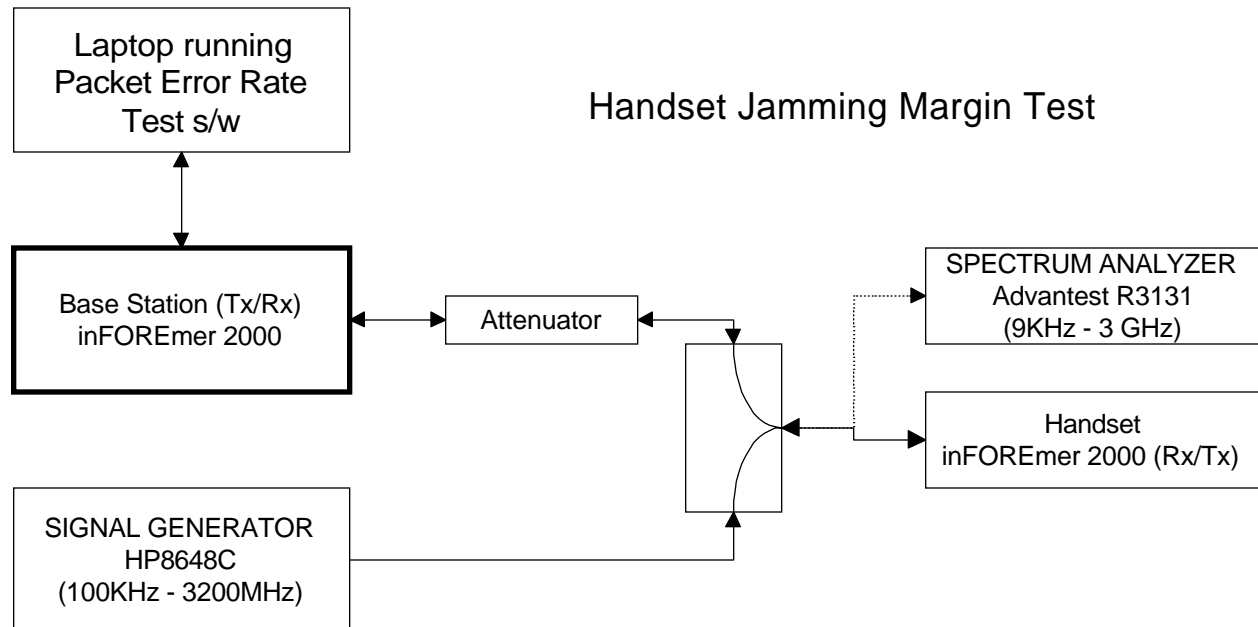 Laptop running
Packet Error Rate
Test s/w
Handset Jamming Margin Test
Base Station (Tx/Rx)
inFOREmer 2000
Attenuator
SPECTRUM ANALYZER
Advantest R3131
(9KHz - 3 GHz)
Handset
inFOREmer 2000 (Rx/Tx)
SIGNAL GENERATOR
HP8648C
(100KHz - 3200MHz)